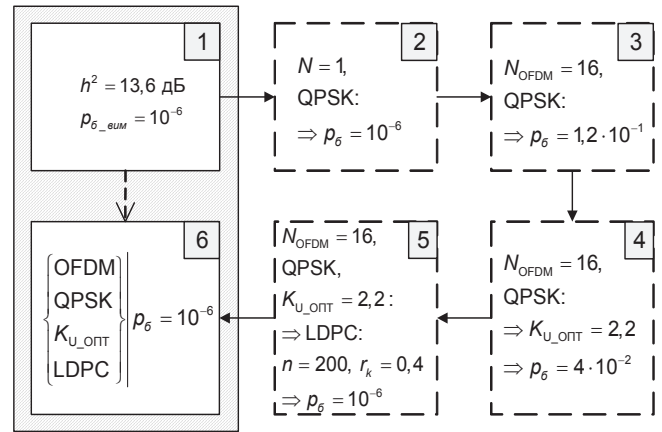 1
h² = 13,6 дБ
p_б_вим = 10⁻⁶
2
N = 1,
QPSK:
⇒ p_б = 10⁻⁶
3
N_OFDM = 16,
QPSK:
⇒ p_б = 1,2·10⁻¹
4
N_OFDM = 16,
QPSK:
⇒ K_U_ОПТ = 2,2
⇒ p_б = 4·10⁻²
5
N_OFDM = 16,
QPSK,
K_U_ОПТ = 2,2 :
⇒ LDPC:
n = 200, r_k = 0,4
⇒ p_б = 10⁻⁶
6
OFDM
QPSK
K_U_ОПТ
LDPC
p_б = 10⁻⁶